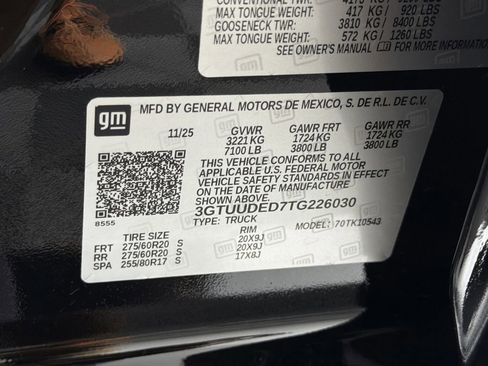 CONVENTIONAL TWR:
MAX TONGUE WEIGHT: 417 KG / 920 LBS
GOOSENECK TWR: 3810 KG / 8400 LBS
MAX TONGUE WEIGHT: 572 KG / 1260 LBS
SEE OWNER'S MANUAL gm FOR MORE INFORMATION
gm
MFD BY GENERAL MOTORS DE MEXICO, S. DE R.L. DE C.V.
11/25 GVWR GAWR FRT GAWR RR
3221 KG 1724 KG 1724 KG
7100 LB 3800 LB 3800 LB
THIS VEHICLE CONFORMS TO ALL
APPLICABLE U.S. FEDERAL MOTOR
VEHICLE SAFETY STANDARDS IN
EFFECT ON THE DATE OF
MANUFACTURE SHOWN ABOVE.
3GTUUDED7TG226030
8555
TYPE: TRUCK MODEL: 70TK10543
TIRE SIZE RIM
FRT 275/60R20 S 20X9J
RR 275/60R20 S 20X9J
SPA 255/80R17 S 17X8J